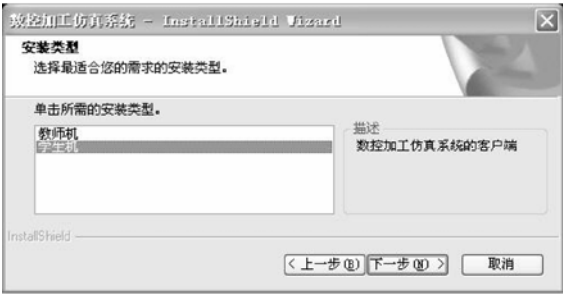 数控加工仿真系统 - InstallShield Wizard
安装类型
选择最适合您的需求的安装类型。
单击所需的安装类型。
教师机
学生机
描述
数控加工仿真系统的客户端
InstallShield
< 上一步(B)
下一步(N) >
取消